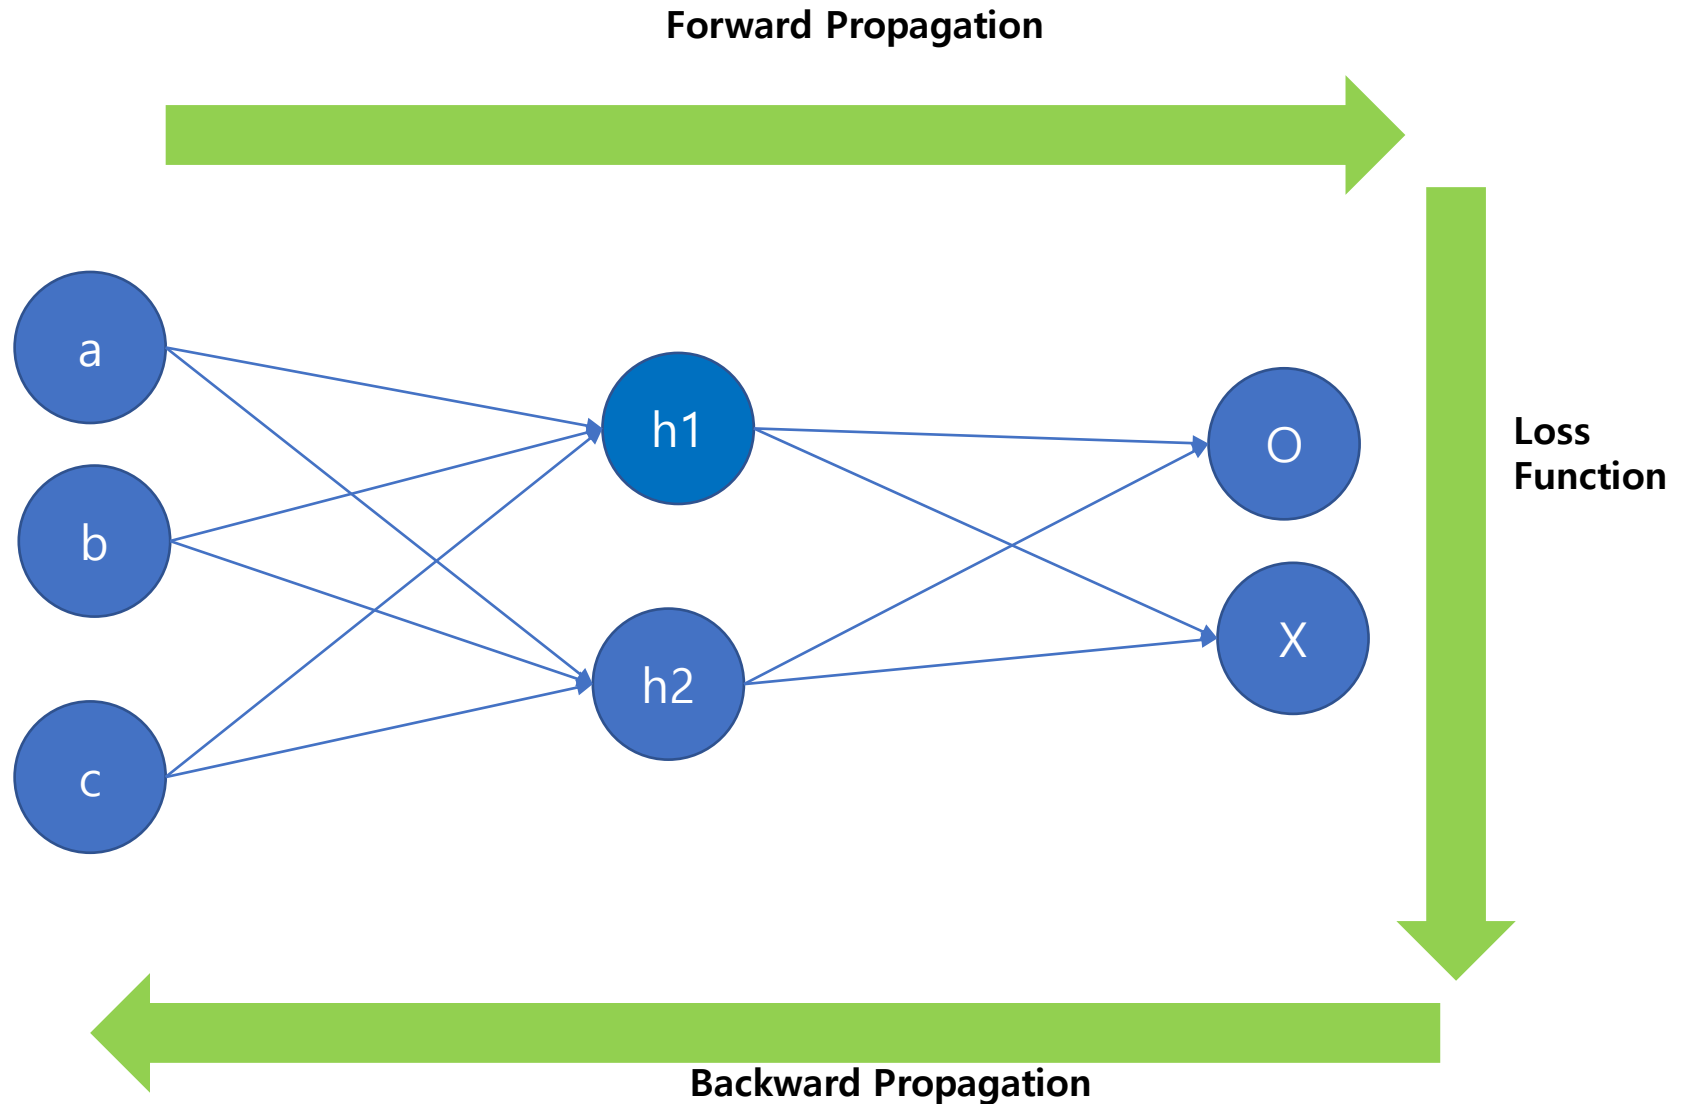 Forward Propagation
a
h1
O
Loss
Function
b
X
h2
c
Backward Propagation